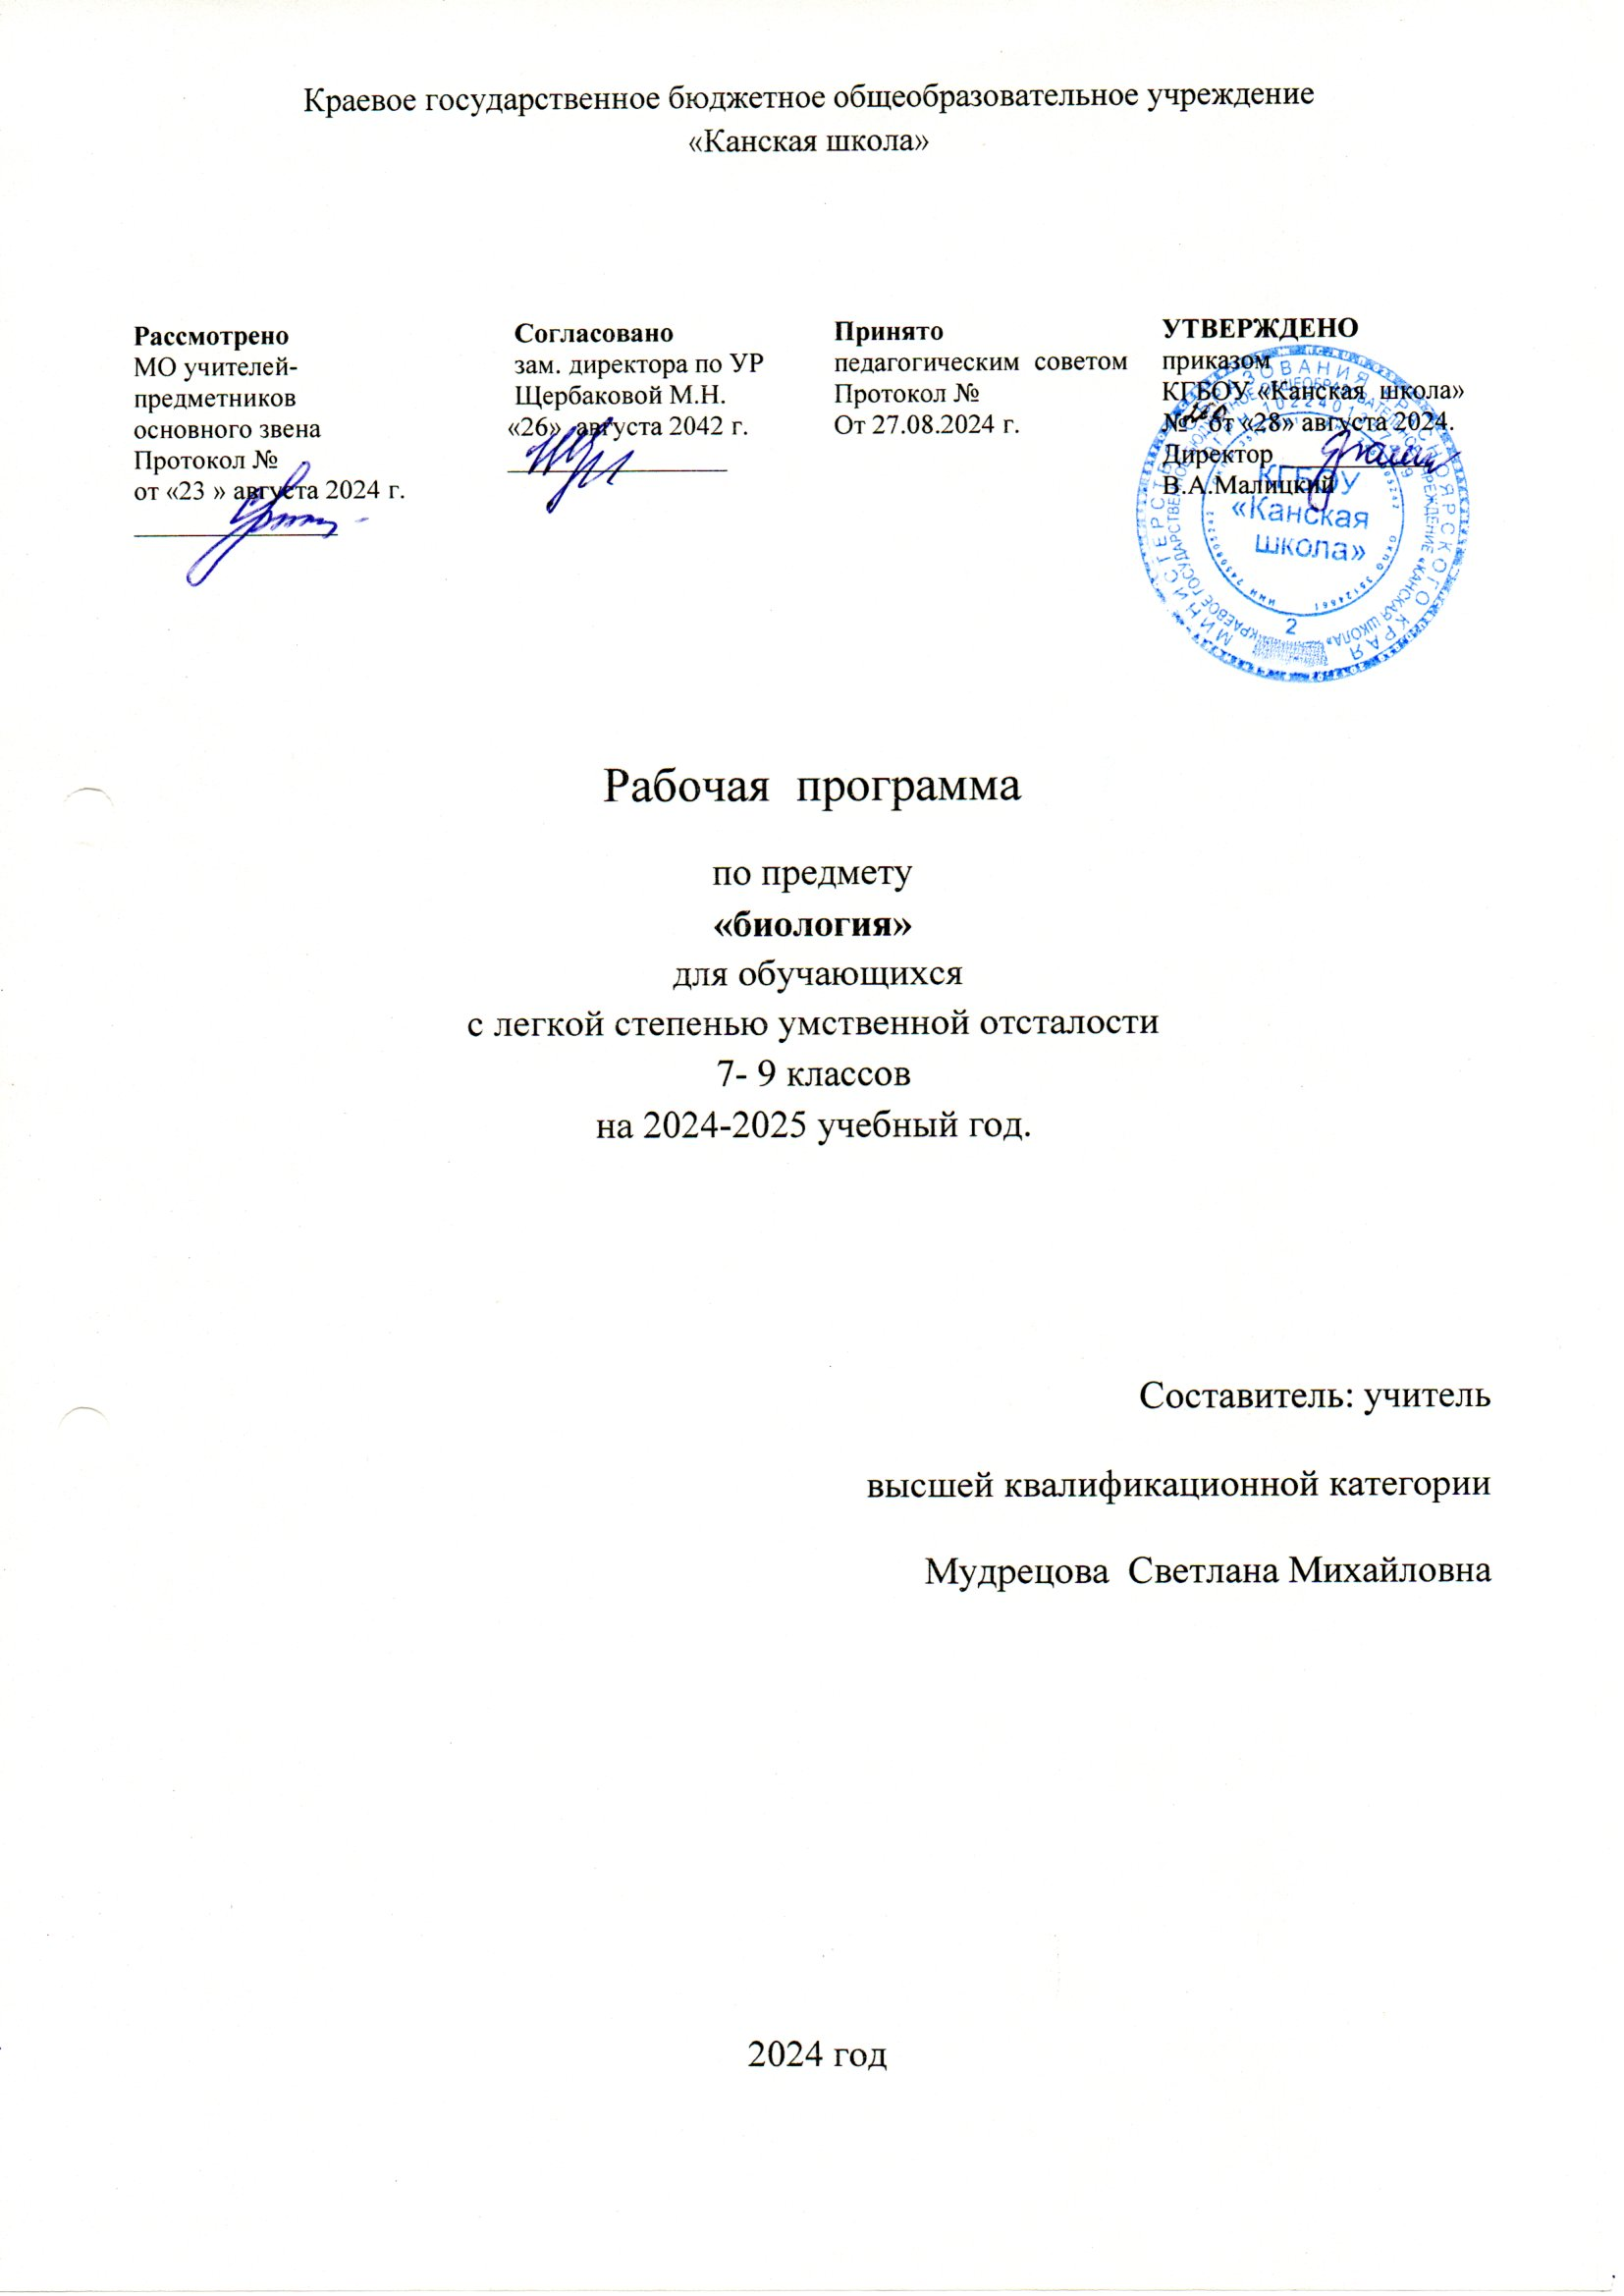 Краевое государственное бюджетное общеобразовательное учреждение
«Канская школа»
Рассмотрено
МО учителей-
предметников
основного звена
Протокол №
от «23 » августа 2024 г.
Согласовано
зам. директора по УР
Щербаковой М.Н.
«26» августа 2042 г.
Принято
педагогическим советом
Протокол №
От 27.08.2024 г.
УТВЕРЖДЕНО
приказом
КГБОУ «Канская школа»
№ от «28» августа 2024.
Директор
В.А.Малицкий
КГБОУ
«Канская
школа»
2
Рабочая программа
по предмету
«биология»
для обучающихся
с легкой степенью умственной отсталости
7- 9 классов
на 2024-2025 учебный год.
Составитель: учитель
высшей квалификационной категории
Мудрецова Светлана Михайловна
2024 год